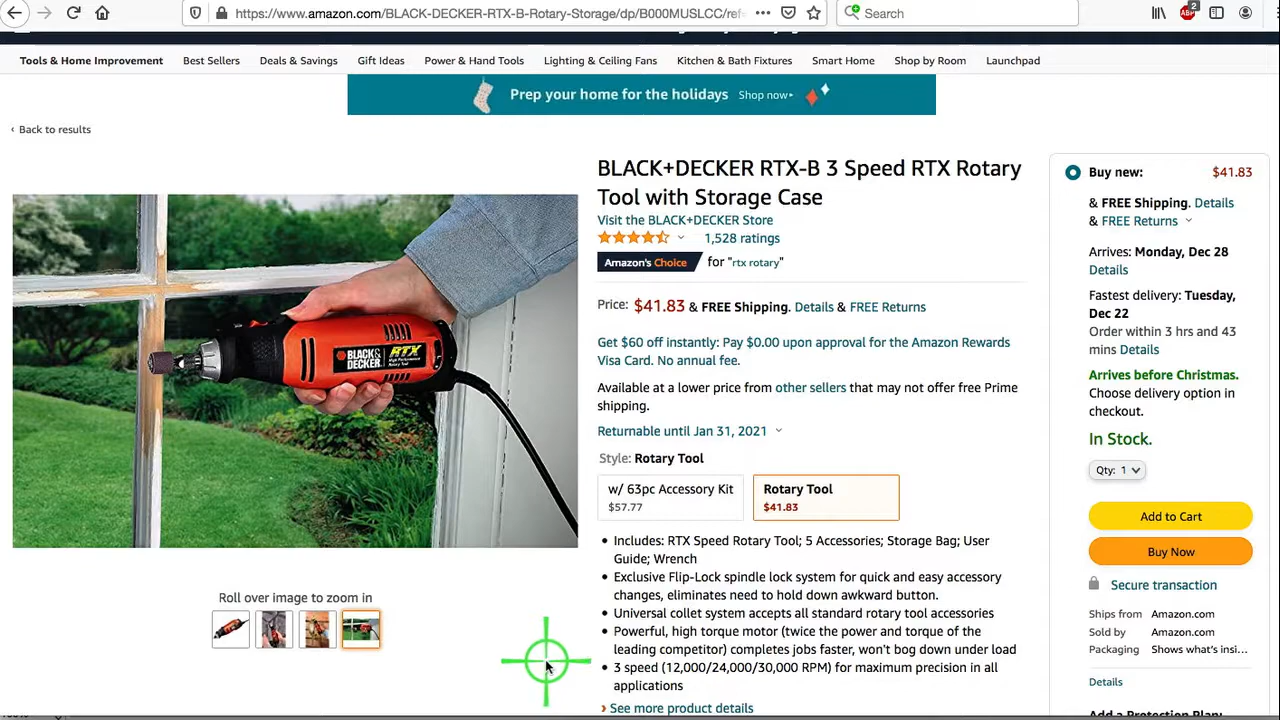 https://www.amazon.com/BLACK-DECKER-RTX-B-Rotary-Storage/dp/B000MUSLCC/ref=
Search
2
Tools & Home Improvement Best Sellers Deals & Savings Gift Ideas Power & Hand Tools Lighting & Ceiling Fans Kitchen & Bath Fixtures Smart Home Shop by Room Launchpad
Prep your home for the holidays Shop now▸
‹ Back to results
BLACK+DECKER RTX-B 3 Speed RTX Rotary
Tool with Storage Case
Visit the BLACK+DECKER Store
1,528 ratings
Amazon's Choice for "rtx rotary"
Price: $41.83 & FREE Shipping. Details & FREE Returns
Get $60 off instantly: Pay $0.00 upon approval for the Amazon Rewards
Visa Card. No annual fee.
Available at a lower price from other sellers that may not offer free Prime
shipping.
Returnable until Jan 31, 2021
Style: Rotary Tool
w/ 63pc Accessory Kit
$57.77
Rotary Tool
$41.83
• Includes: RTX Speed Rotary Tool; 5 Accessories; Storage Bag; User
Guide; Wrench
• Exclusive Flip-Lock spindle lock system for quick and easy accessory
changes, eliminates need to hold down awkward button.
• Universal collet system accepts all standard rotary tool accessories
• Powerful, high torque motor (twice the power and torque of the
leading competitor) completes jobs faster, won't bog down under load
• 3 speed (12,000/24,000/30,000 RPM) for maximum precision in all
applications
› See more product details
BLACK&
DECKER
RTX
Roll over image to zoom in
Buy new: $41.83
& FREE Shipping. Details
& FREE Returns
Arrives: Monday, Dec 28
Details
Fastest delivery: Tuesday,
Dec 22
Order within 3 hrs and 43
mins Details
Arrives before Christmas.
Choose delivery option in
checkout.
In Stock.
Qty: 1
Add to Cart
Buy Now
Secure transaction
Ships from Amazon.com
Sold by Amazon.com
Packaging Shows what's insi...
Details
Add a Protection Plan: